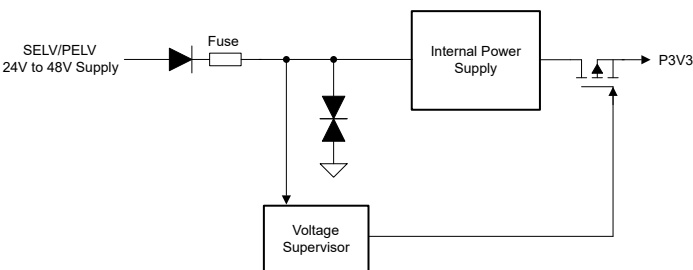 SELV/PELV
24V to 48V Supply
Fuse
Internal Power
Supply
P3V3
Voltage
Supervisor